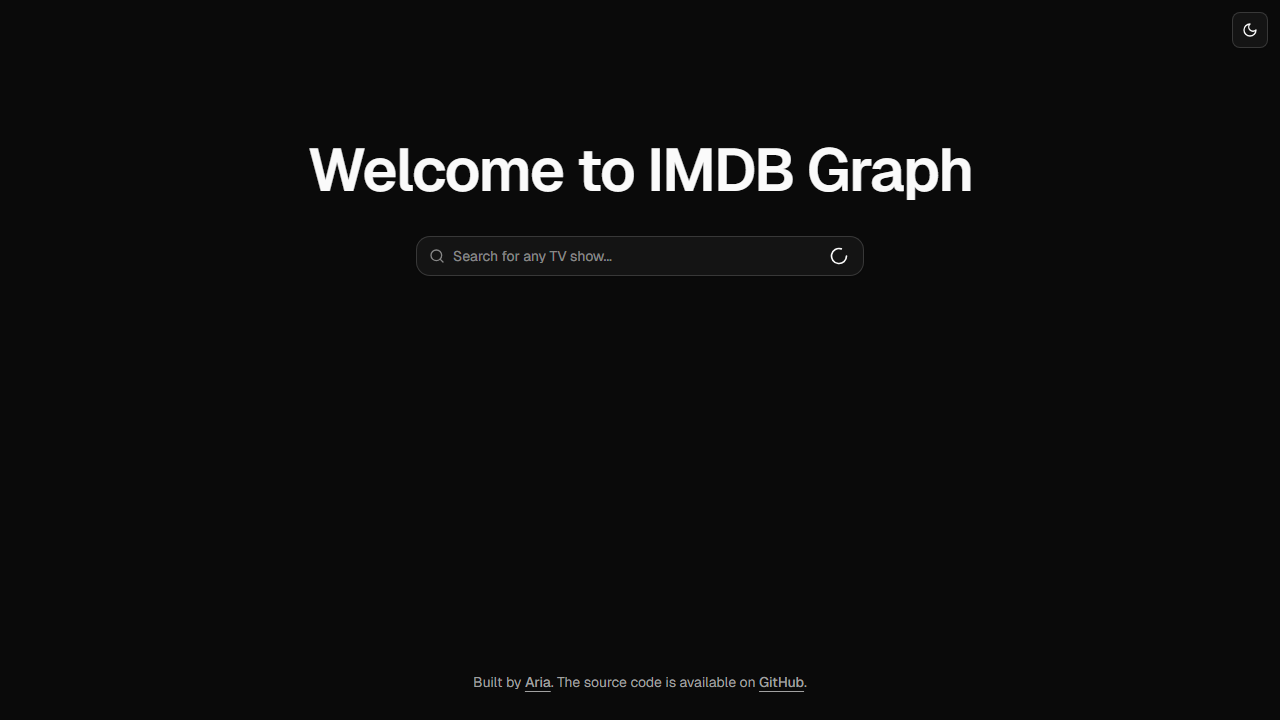 Welcome to IMDB Graph
Search for any TV show...
Built by Aria. The source code is available on GitHub.